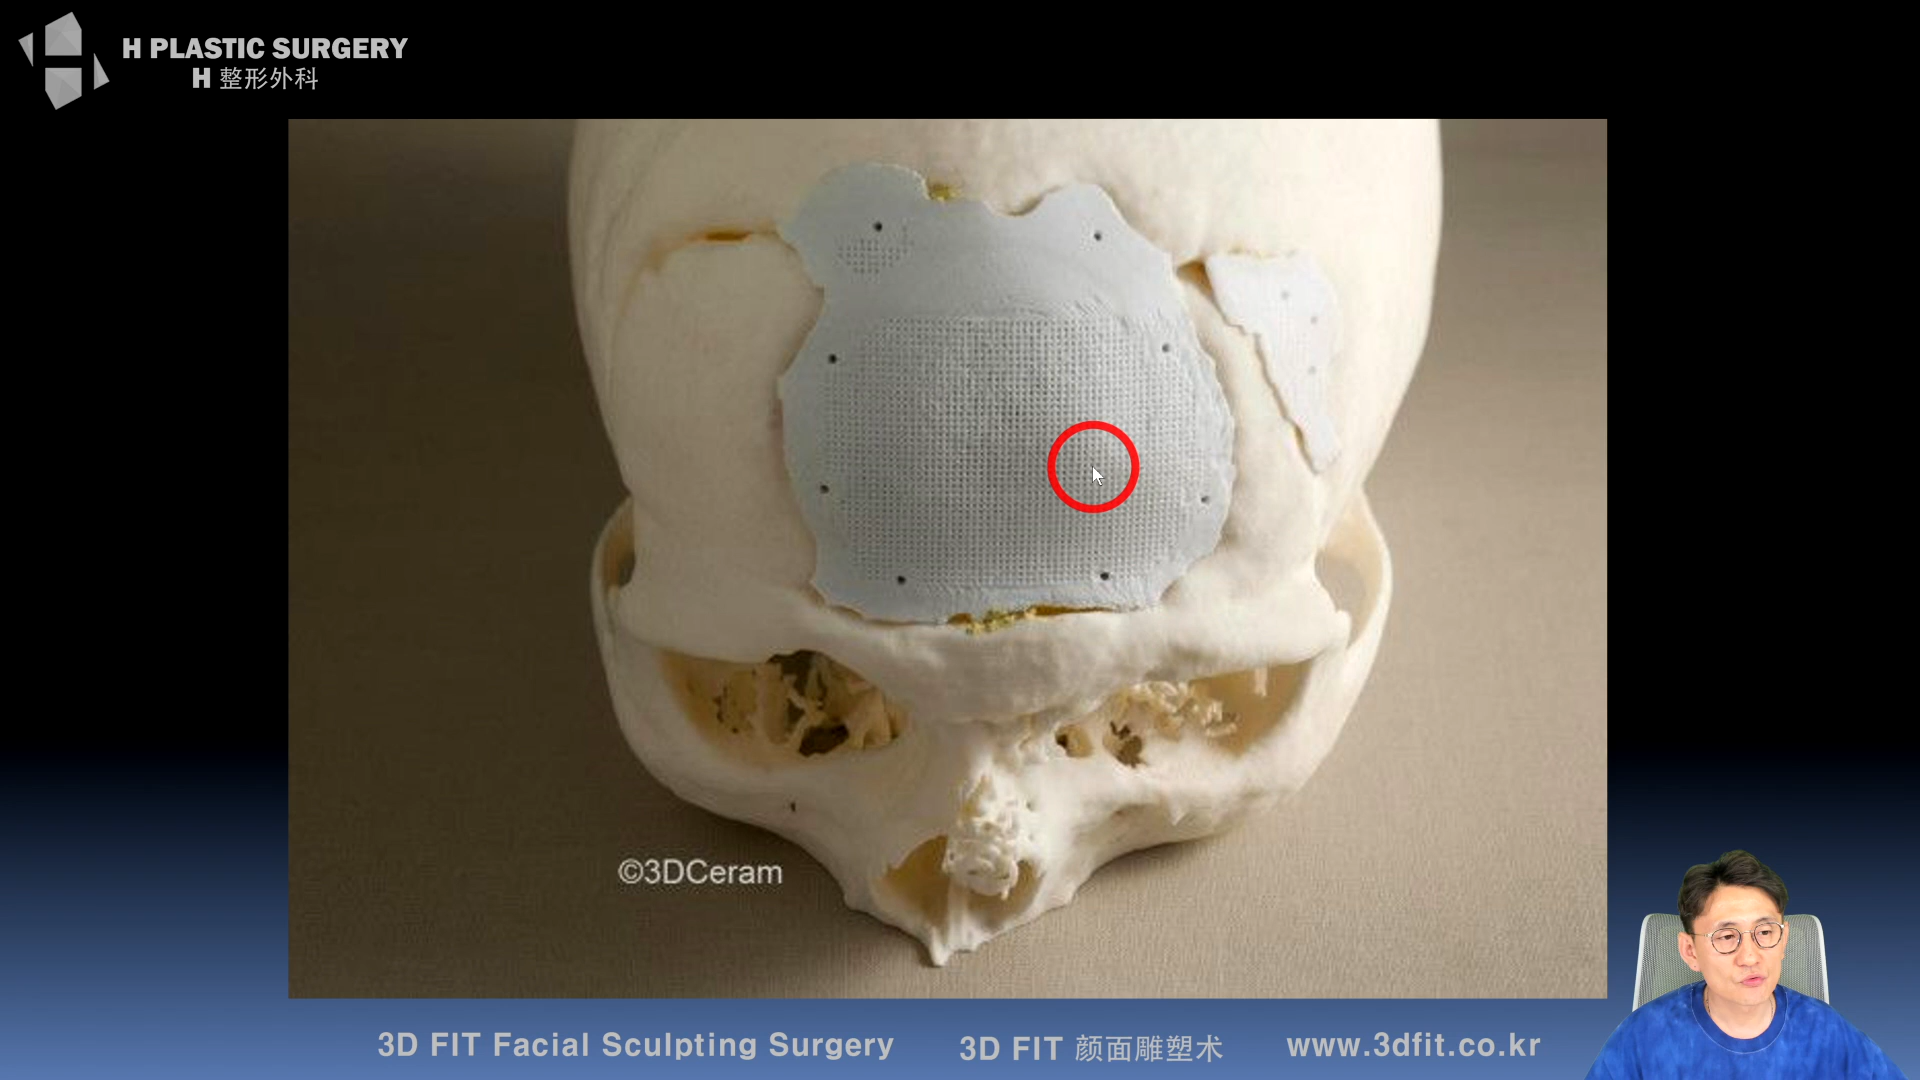 H PLASTIC SURGERY
H 整形外科
©3DCeram
3D FIT Facial Sculpting Surgery
3D FIT 颜面雕塑术
www.3dfit.co.kr